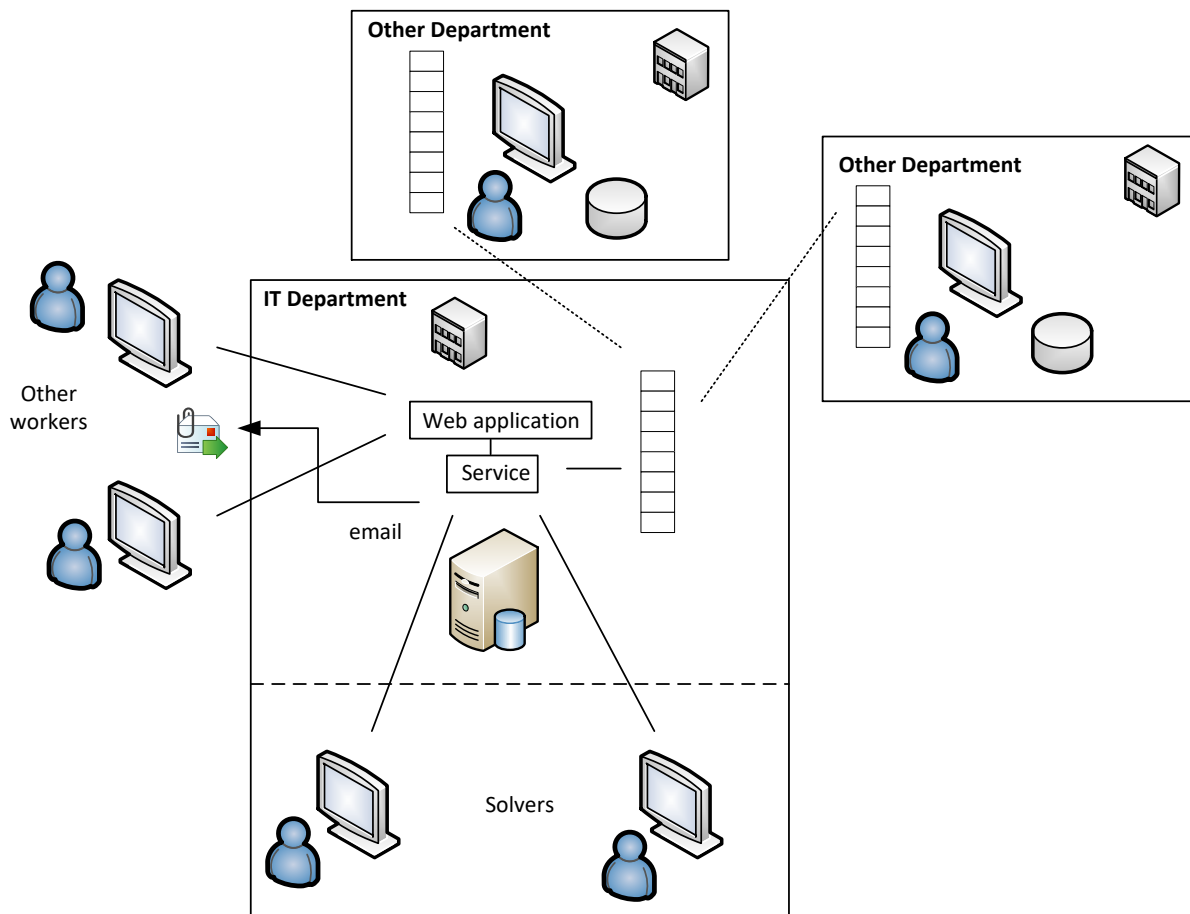 Other Department
Other Department
IT Department
Other
workers
Web application
Service
email
Solvers